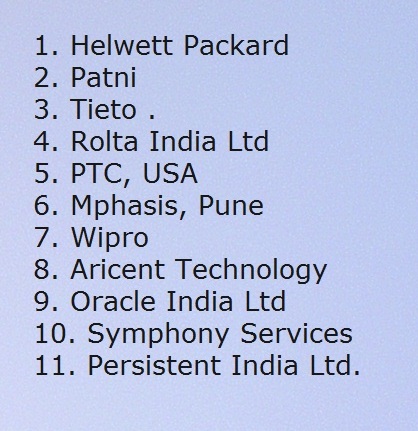 1. Helwett Packard
2. Patni
3. Tieto .
4. Rolta India Ltd
5. PTC, USA
6. Mphasis, Pune
7. Wipro
8. Aricent Technology
9. Oracle India Ltd
10. Symphony Services
11. Persistent India Ltd.